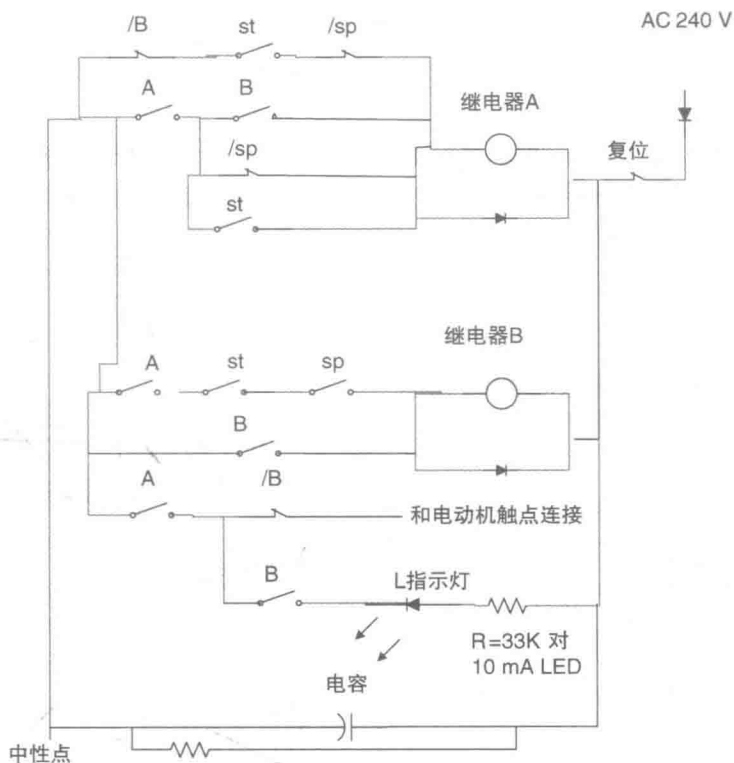 AC 240 V
/B st /sp
A B
继电器A
复位
/sp
st
继电器B
A st sp
B
A /B
和电动机触点连接
B
L指示灯
R=33K 对
10 mA LED
电容
中性点